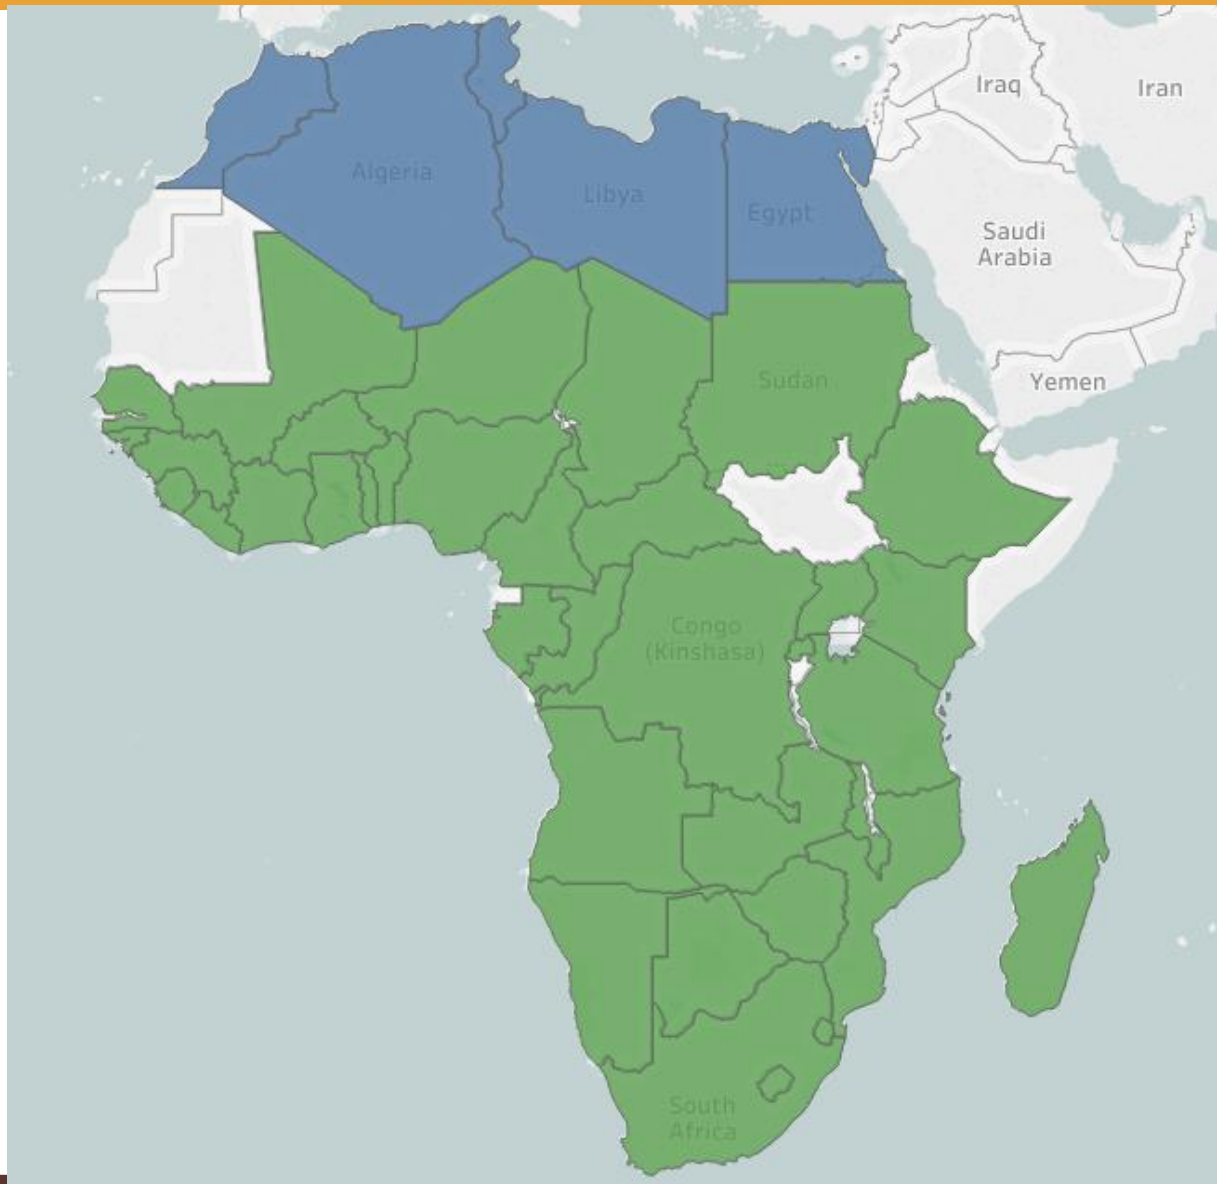 Iraq
Iran
Algeria
Libya
Egypt
Saudi
Arabia
Sudan
Yemen
Congo
(Kinshasa)
South
Africa